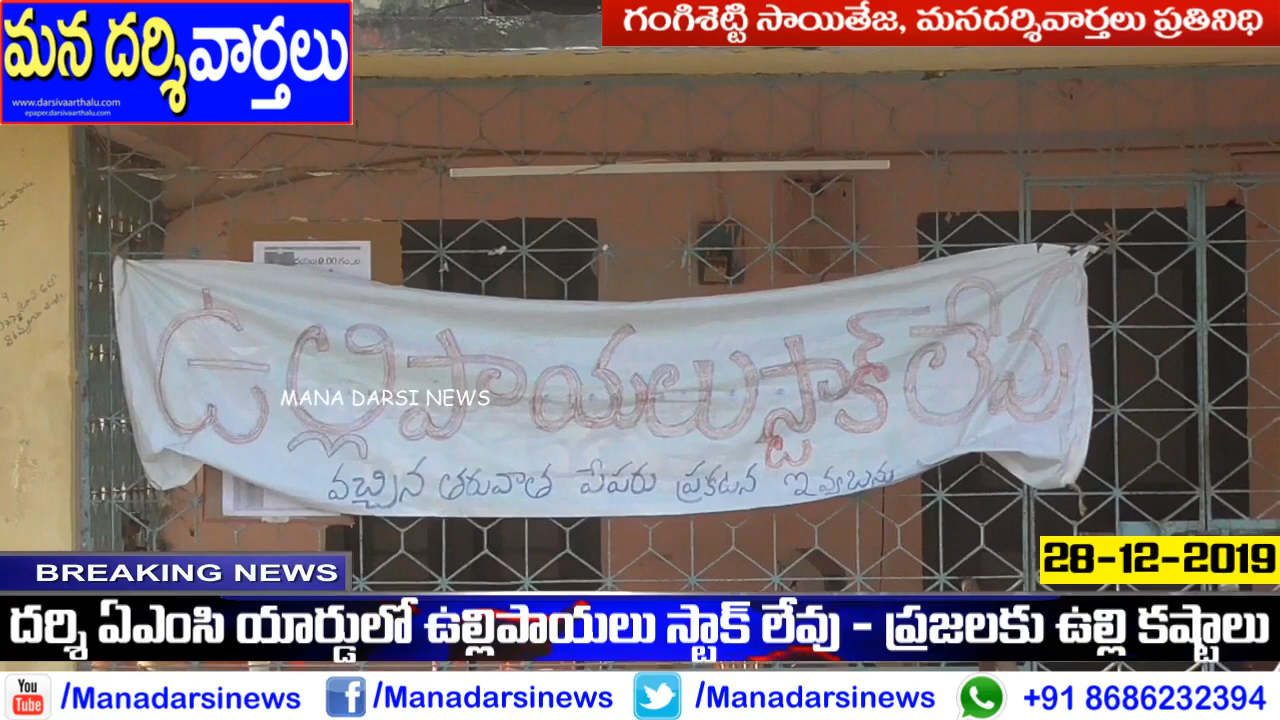 మన దర్శివార్తలు
www.darsivaarthalu.com
epaper.darsivaarthalu.com
గంగిశెట్టి సాయితేజ, మనదర్శివార్తలు ప్రతినిధి
ఉల్లిపాయలు స్టాక్ లేవు
MANA DARSI NEWS
వచ్చిన తరువాత పేపరు ప్రకటన ఇవ్వబడును
BREAKING NEWS
28-12-2019
దర్శి ఏఎంసి యార్డులో ఉల్లిపాయలు స్టాక్ లేవు - ప్రజలకు ఉల్లి కష్టాలు
You Tube /Manadarsinews f /Manadarsinews /Manadarsinews +91 8686232394